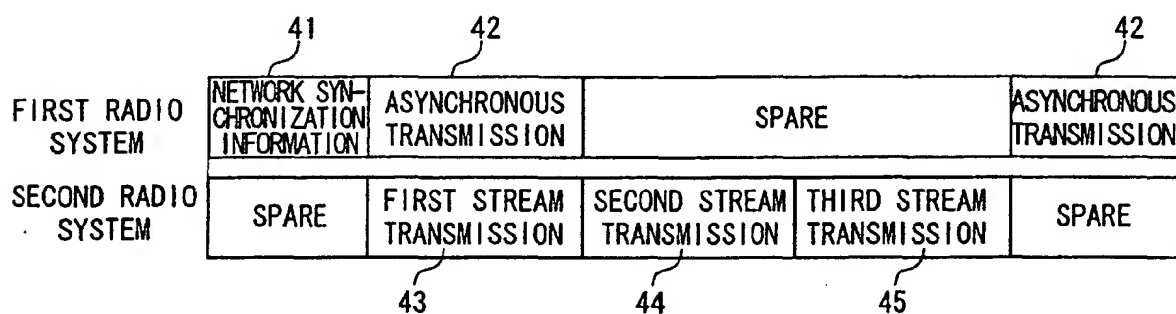 41 42 42
FIRST RADIO
SYSTEM
NETWORK SYN-
CHRONIZATION
INFORMATION
ASYNCHRONOUS
TRANSMISSION
SPARE
ASYNCHRONOUS
TRANSMISSION
SECOND RADIO
SYSTEM
SPARE
FIRST STREAM
TRANSMISSION
SECOND STREAM
TRANSMISSION
THIRD STREAM
TRANSMISSION
SPARE
43 44 45